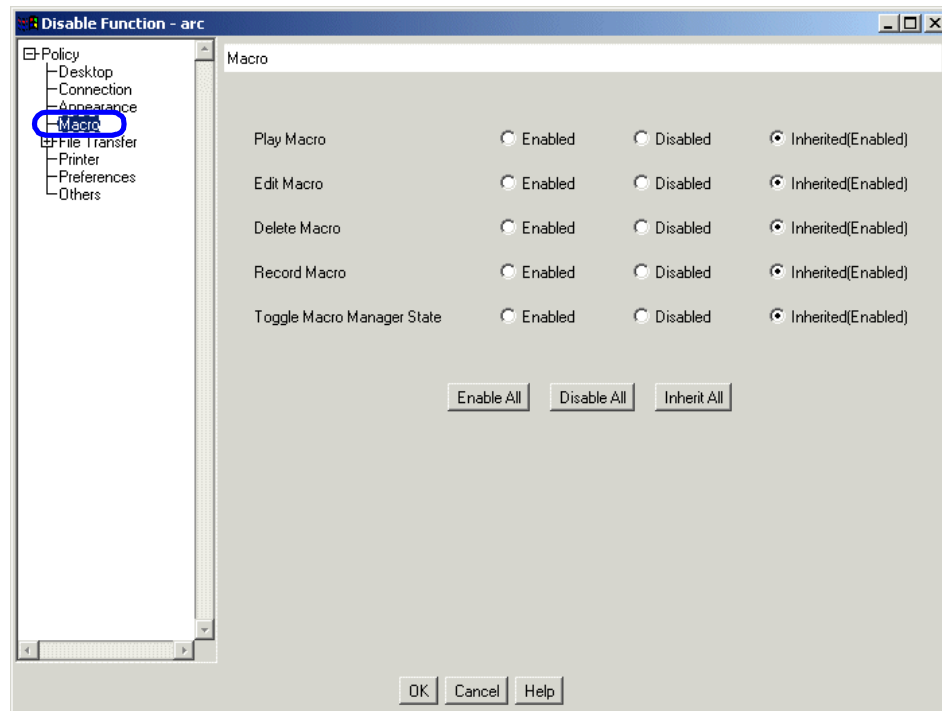 Disable Function - arc
Policy
Desktop
Connection
Appearance
Macro
File Transfer
Printer
Preferences
Others
Macro
Play Macro Enabled Disabled Inherited(Enabled)
Edit Macro Enabled Disabled Inherited(Enabled)
Delete Macro Enabled Disabled Inherited(Enabled)
Record Macro Enabled Disabled Inherited(Enabled)
Toggle Macro Manager State Enabled Disabled Inherited(Enabled)
Enable All Disable All Inherit All
OK Cancel Help